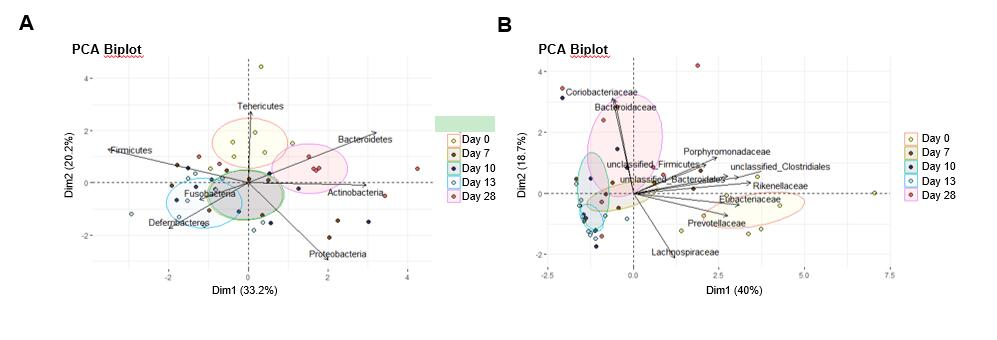 A
PCA Biplot
Dim2 (20.2%)
4
2
0
-2
-2
0
2
4
Dim1 (33.2%)
Tenericutes
Bacteroidetes
Firmicutes
Fusobacteria
Actinobacteria
Deferribacteres
Proteobacteria
Day 0
Day 7
Day 10
Day 13
Day 28
B
PCA Biplot
Dim2 (18.7%)
4
2
0
-2
-2.5
0.0
2.5
5.0
7.5
Dim1 (40%)
Coriobacteriaceae
Bacteroidaceae
Porphyromonadaceae
unclassified_Firmicutes
unclassified_Clostridiales
unclassified_Bacteroidetes
Rikenellaceae
Eubacteriaceae
Prevotellaceae
Lachnospiraceae
Day 0
Day 7
Day 10
Day 13
Day 28